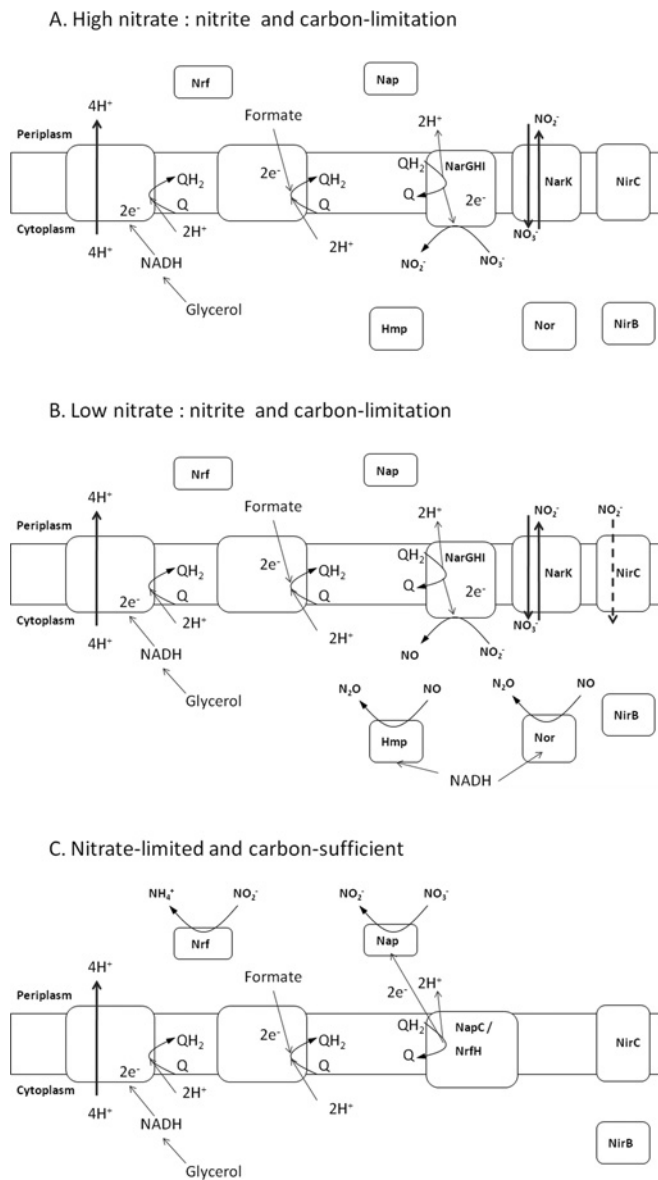 A. High nitrate : nitrite and carbon-limitation
Nrf
Nap
4H⁺
Formate
2H⁺
NO₂⁻
Periplasm
QH₂
2e⁻
QH₂
QH₂
NarGHI
NarK
NirC
2e⁻
Q
Q
Q
2e⁻
Cytoplasm
4H⁺
2H⁺
2H⁺
NO₃⁻
NADH
NO₂⁻
NO₃⁻
Glycerol
Hmp
Nor
NirB
B. Low nitrate : nitrite and carbon-limitation
Nrf
Nap
4H⁺
Formate
2H⁺
NO₂⁻
NO₂⁻
Periplasm
QH₂
2e⁻
QH₂
QH₂
NarGHI
NarK
NirC
2e⁻
Q
Q
Q
2e⁻
Cytoplasm
4H⁺
2H⁺
2H⁺
NO₃⁻
NADH
NO
NO₂⁻
Glycerol
N₂O
NO
N₂O
NO
Hmp
Nor
NirB
NADH
C. Nitrate-limited and carbon-sufficient
NH₄⁺
NO₂⁻
NO₂⁻
NO₃⁻
Nrf
Nap
4H⁺
Formate
2e⁻
2H⁺
Periplasm
QH₂
2e⁻
QH₂
QH₂
NapC /
NrfH
NirC
2e⁻
Q
Q
Q
Cytoplasm
4H⁺
2H⁺
2H⁺
NADH
NirB
Glycerol